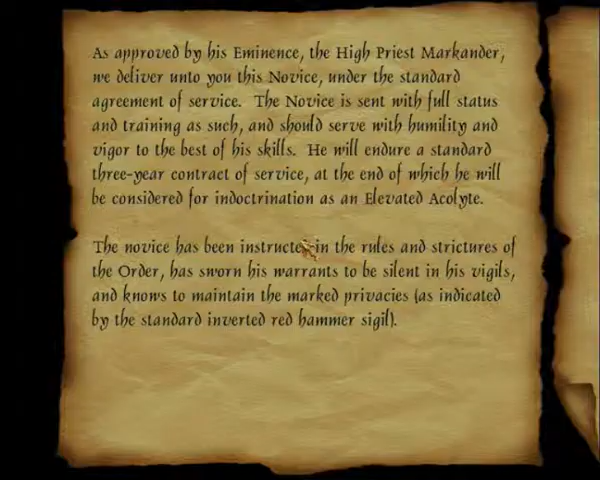 As approved by his Eminence, the High Priest Markander,
we deliver unto you this Novice, under the standard
agreement of service. The Novice is sent with full status
and training as such, and should serve with humility and
vigor to the best of his skills. He will endure a standard
three-year contract of service, at the end of which he will
be considered for indoctrination as an Elevated Acolyte.
The novice has been instructed in the rules and strictures of
the Order, has sworn his warrants to be silent in his vigils,
and knows to maintain the marked privacies (as indicated
by the standard inverted red hammer sigil).